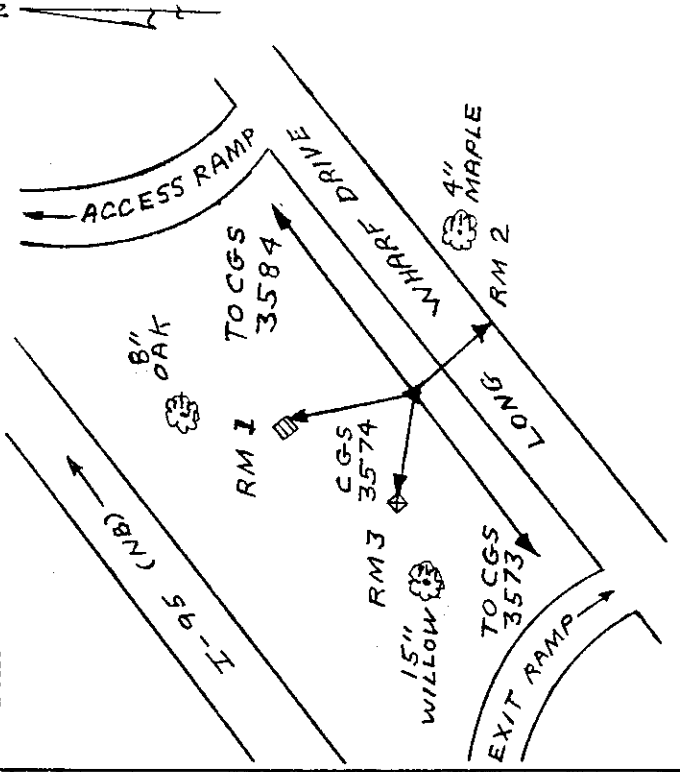 N
ACCESS RAMP
WHARF DRIVE
4"
MAPLE
TO CGS
3584
8"
OAK
RM 2
RM 1
I-95 (NB)
CGS
3574
LONG
RM 3
15"
WILLOW
TO CGS
3573
EXIT RAMP